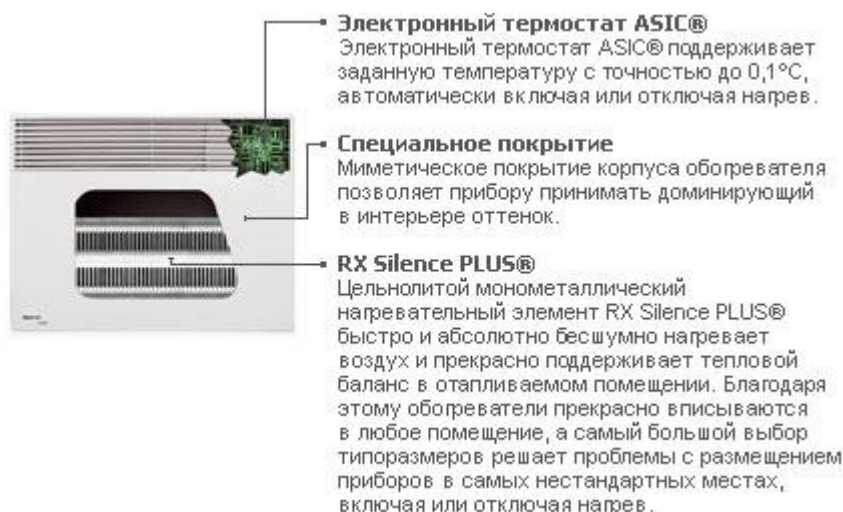 Электронный термостат ASIC®
Электронный термостат ASIC® поддерживает
заданную температуру с точностью до 0,1°C,
автоматически включая или отключая нагрев.
Специальное покрытие
Миметическое покрытие корпуса обогревателя
позволяет прибору принимать доминирующий
в интерьере оттенок.
RX Silence PLUS®
Цельнолитой монометаллический
нагревательный элемент RX Silence PLUS®
быстро и абсолютно бесшумно нагревает
воздух и прекрасно поддерживает тепловой
баланс в отапливаемом помещении. Благодаря
этому обогреватели прекрасно вписываются
в любое помещение, а самый большой выбор
типоразмеров решает проблемы с размещением
приборов в самых нестандартных местах,
включая или отключая нагрев.